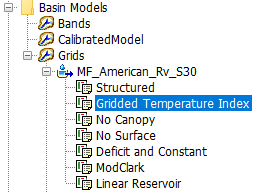 Basin Models
Bands
CalibratedModel
Grids
MF_American_Rv_S30
Structured
Gridded Temperature Index
No Canopy
No Surface
Deficit and Constant
ModClark
Linear Reservoir